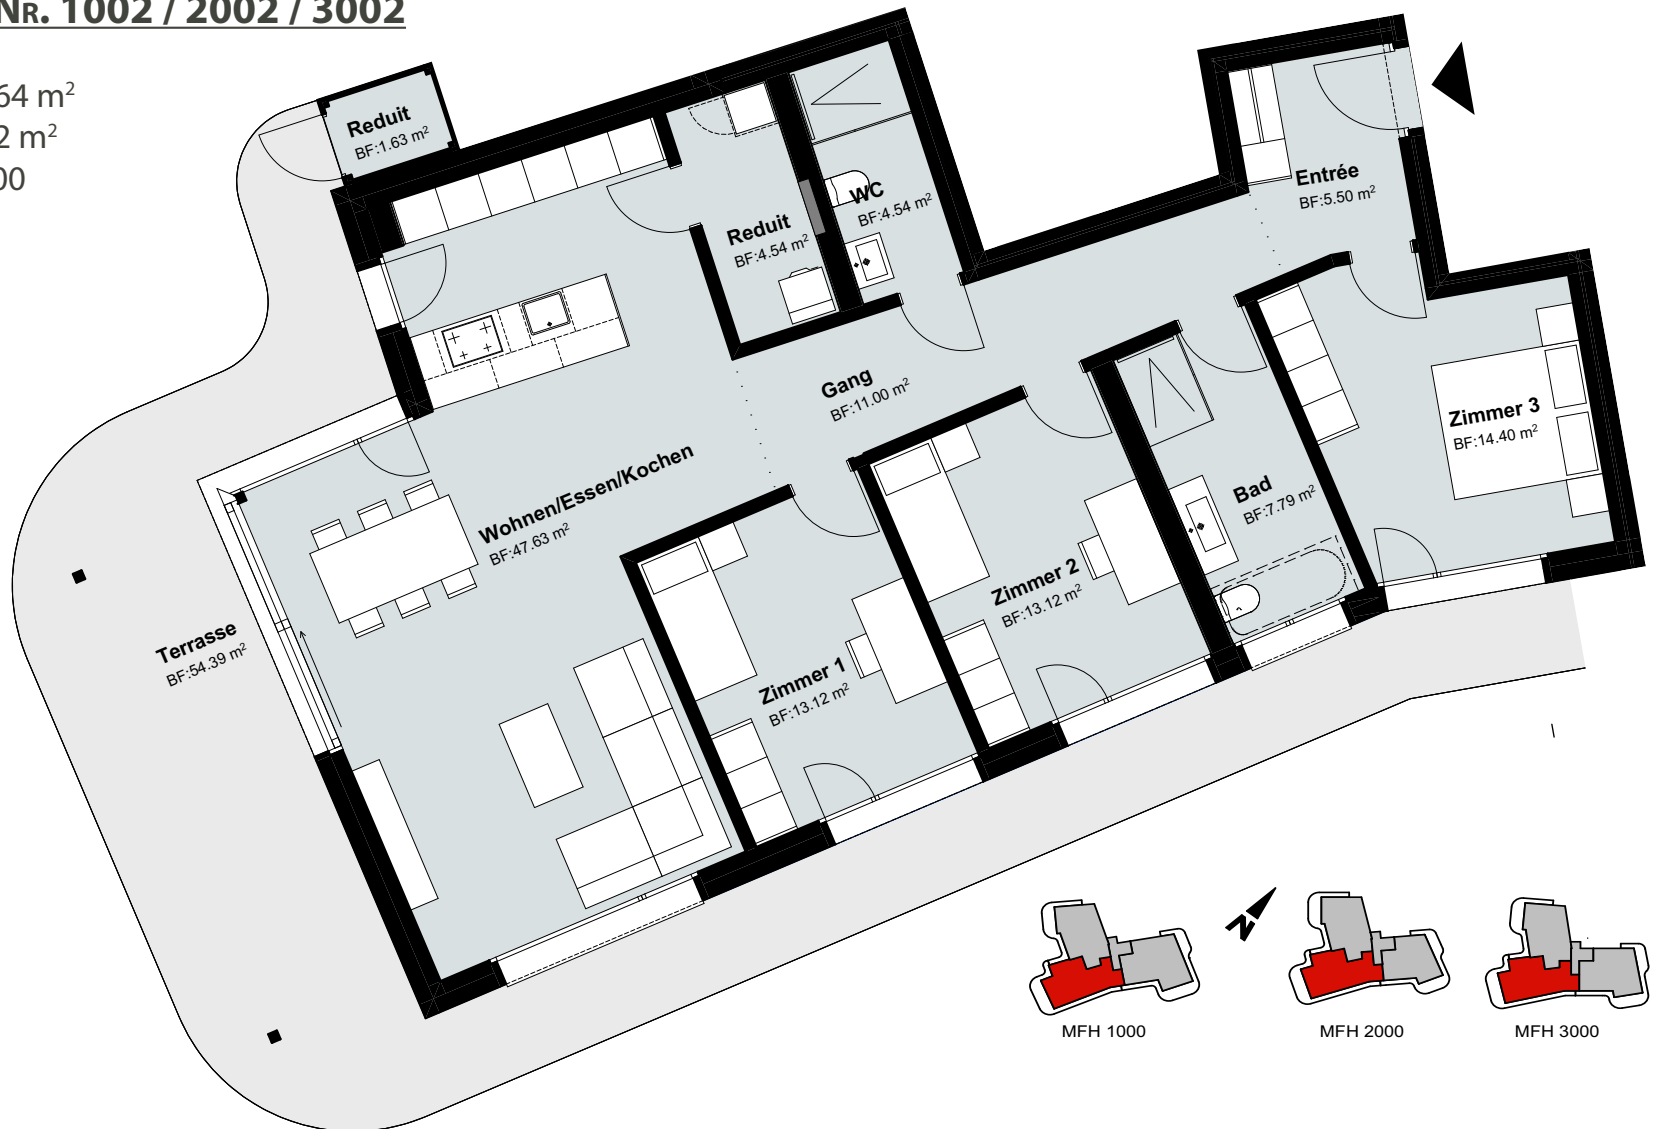 NR. 1002 / 2002 / 3002
64 m²
2 m²
00
Reduit
BF:1.63 m²
Reduit
BF:4.54 m²
WC
BF:4.54 m²
Entrée
BF:5.50 m²
Gang
BF:11.00 m²
Zimmer 3
BF:14.40 m²
Wohnen/Essen/Kochen
BF:47.63 m²
Bad
BF:7.79 m²
Zimmer 2
BF:13.12 m²
Terrasse
BF:54.39 m²
Zimmer 1
BF:13.12 m²
N
MFH 1000
MFH 2000
MFH 3000